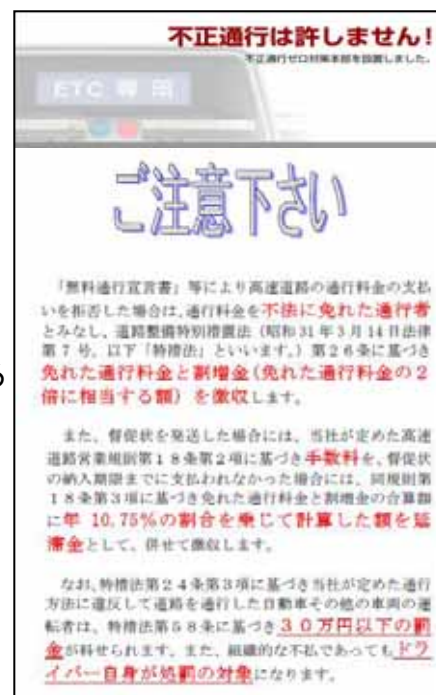 不正通行は許しません!
不正通行ゼロ対策本部を設置しました。
ETC 専用
ご注意下さい
「無料通行宣言書」等により高速道路の通行料金の支払
いを拒否した場合は、通行料金を不法に免れた通行者
とみなし、道路整備特別措置法(昭和31年3月14日法律
第7号。以下「特措法」といいます。)第26条に基づき
免れた通行料金と割増金(免れた通行料金の2
倍に相当する額)を徴収します。
また、督促状を発送した場合には、当社が定めた高速
道路営業規則第18条第2項に基づき手数料を、督促状
の納入期限までに支払われなかった場合には、同規則第
18条第3項に基づき免れた通行料金と割増金の合算額
に年 10.75%の割合を乗じて計算した額を延
滞金として、併せて徴収します。
なお、特措法第24条第3項に基づき当社が定めた通行
方法に違反して道路を通行した自動車その他の車両の運
転者は、特措法第58条に基づき30万円以下の罰
金が科せられます。また、組織的な不払であってもドラ
イバー自身が処罰の対象になります。